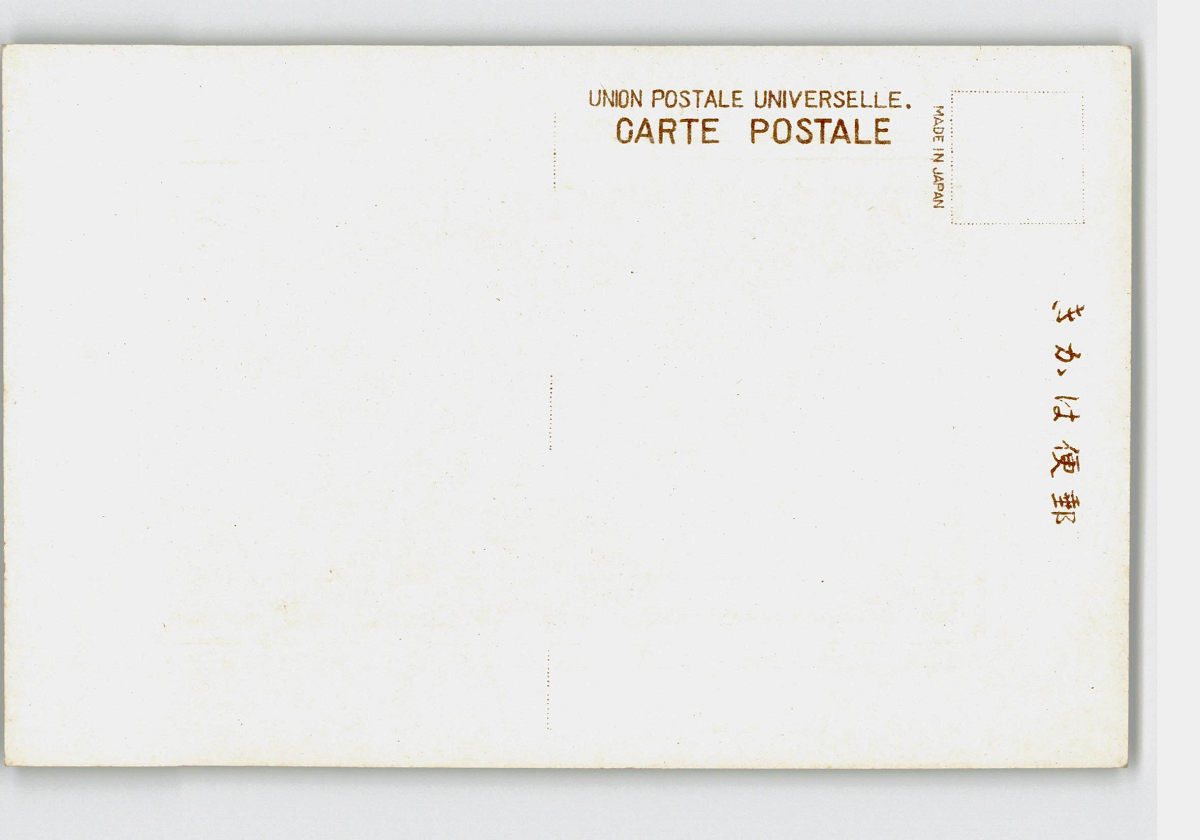 UNION POSTALE UNIVERSELLE.
CARTE POSTALE
MADE IN JAPAN
きかは便郵